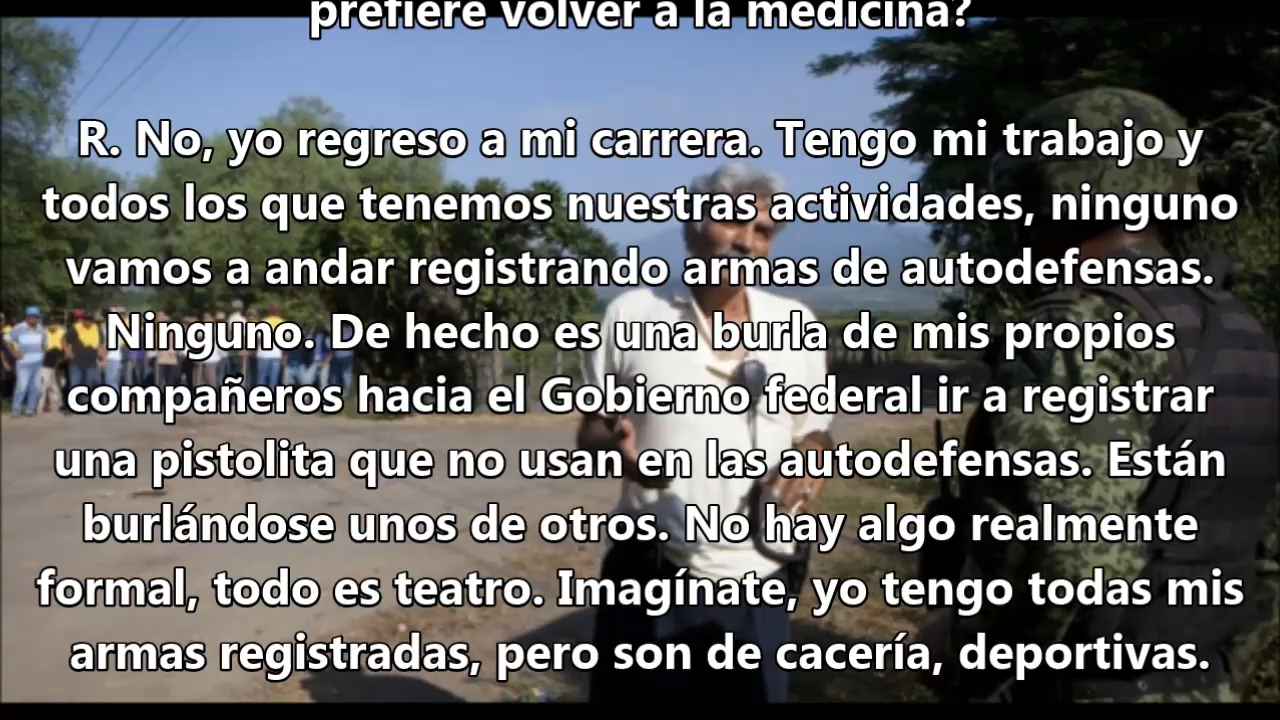 prefiere volver a la medicina?
R. No, yo regreso a mi carrera. Tengo mi trabajo y
todos los que tenemos nuestras actividades, ninguno
vamos a andar registrando armas de autodefensas.
Ninguno. De hecho es una burla de mis propios
compañeros hacia el Gobierno federal ir a registrar
una pistolita que no usan en las autodefensas. Están
burlándose unos de otros. No hay algo realmente
formal, todo es teatro. Imagínate, yo tengo todas mis
armas registradas, pero son de cacería, deportivas.